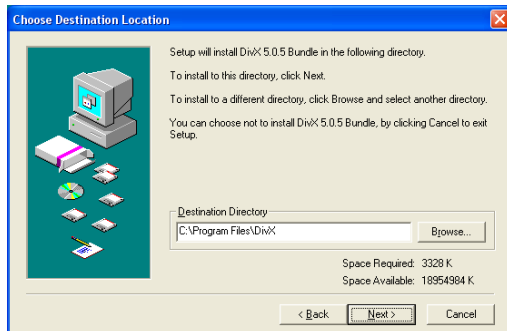 Choose Destination Location
Setup will install DivX 5.0.5 Bundle in the following directory.
To install to this directory, click Next.
To install to a different directory, click Browse and select another directory.
You can choose not to install DivX 5.0.5 Bundle, by clicking Cancel to exit
Setup.
Destination Directory
C:\Program Files\DivX
Browse...
Space Required: 3328 K
Space Available: 18954984 K
< Back
Next >
Cancel